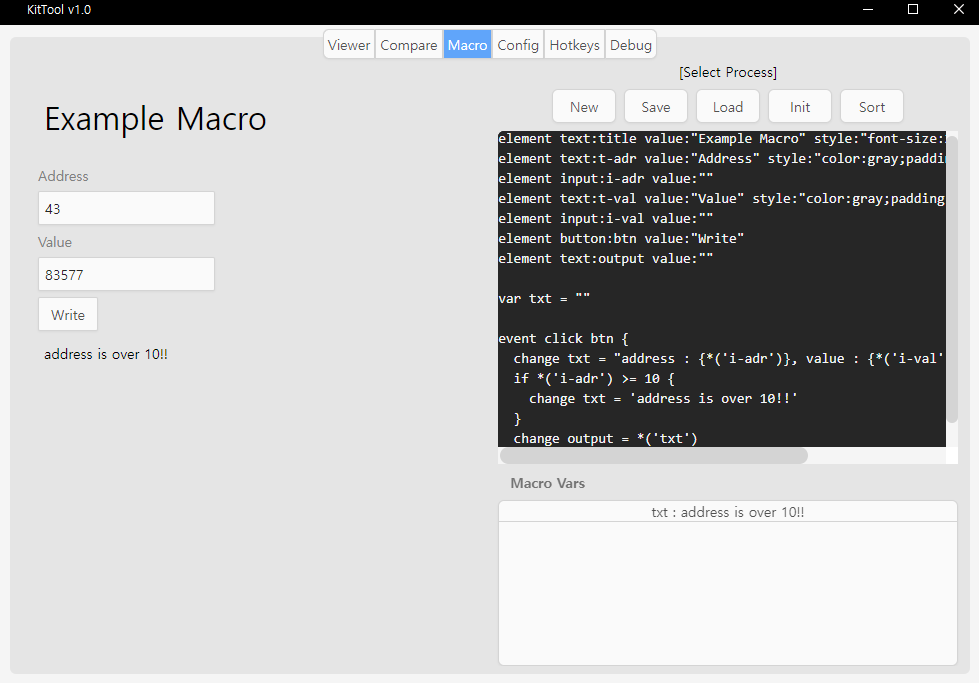 KitTool v1.0
Viewer Compare Macro Config Hotkeys Debug
Example Macro
Address
43
Value
83577
Write
address is over 10!!
[Select Process]
New Save Load Init Sort
element text:title value:"Example Macro" style:"font-size:
element text:t-adr value:"Address" style:"color:gray;paddi
element input:i-adr value:""
element text:t-val value:"Value" style:"color:gray;padding
element input:i-val value:""
element button:btn value:"Write"
element text:output value:""
var txt = ""
event click btn {
  change txt = "address : {*('i-adr')}, value : {*('i-val'
  if *('i-adr') >= 10 {
    change txt = 'address is over 10!!'
  }
  change output = *('txt')
Macro Vars
txt : address is over 10!!